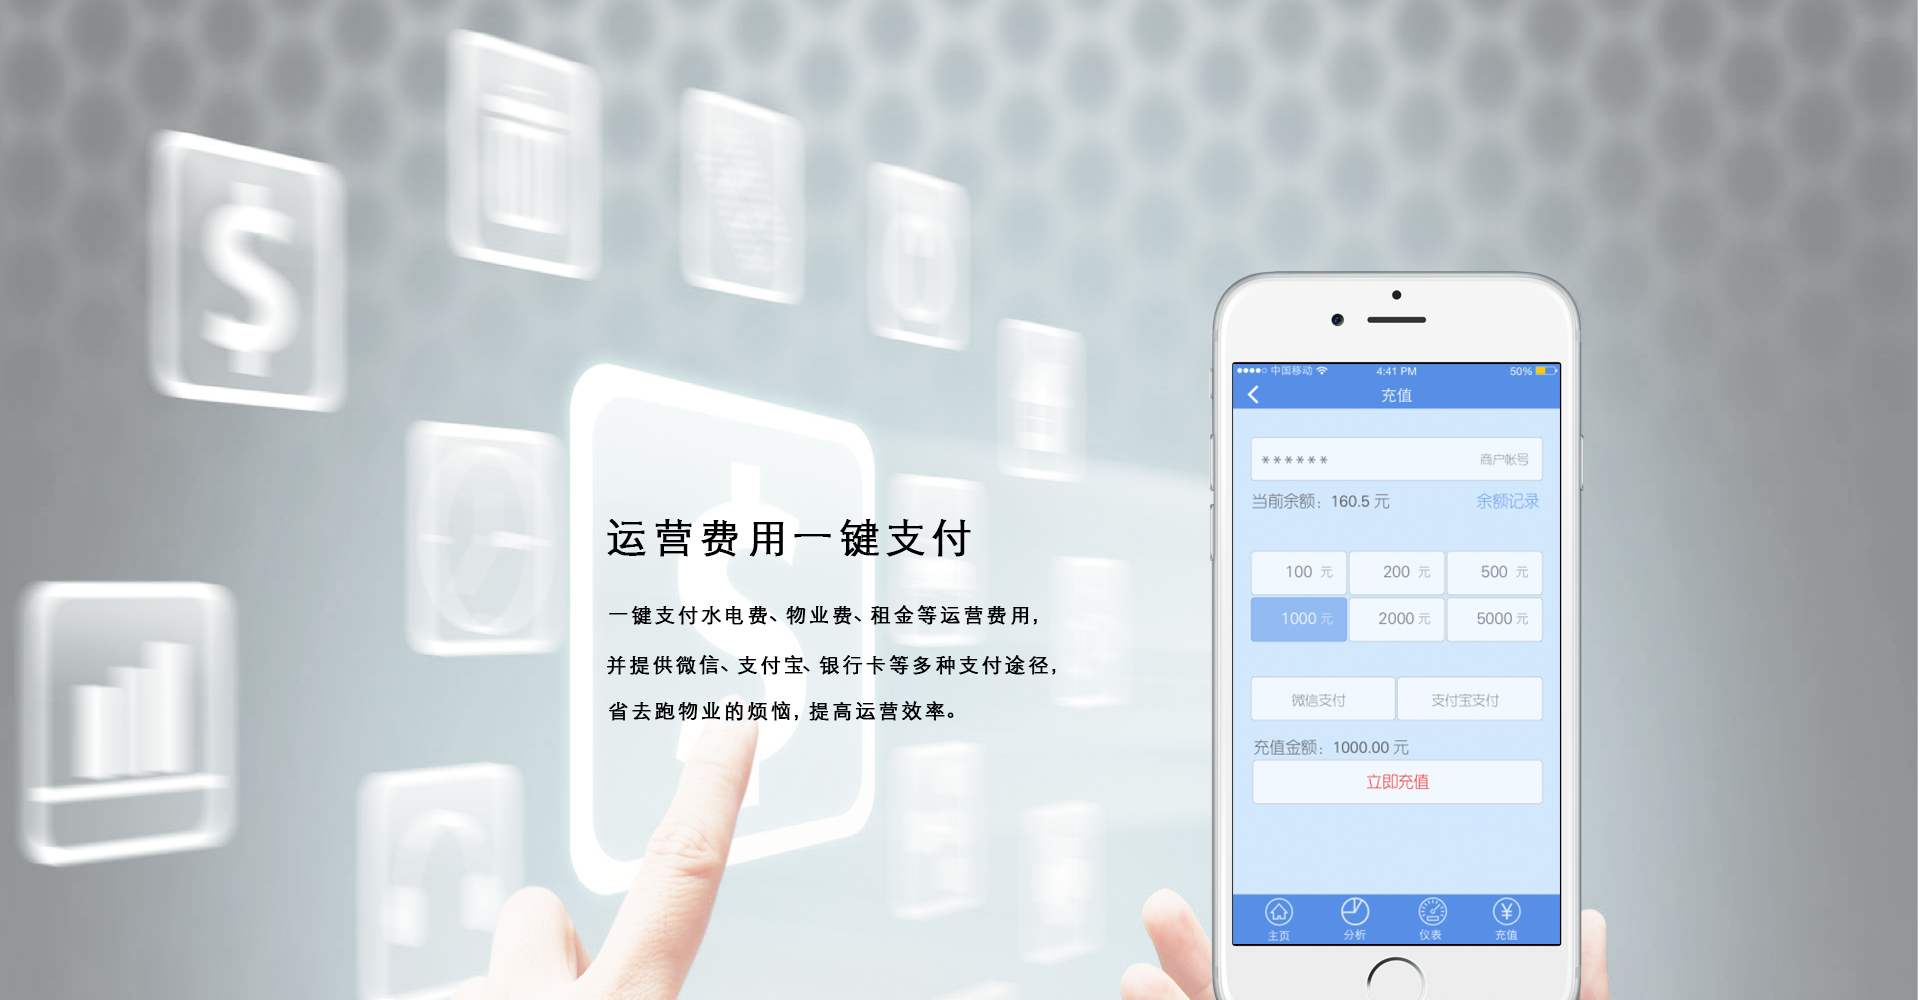 运营费用一键支付
一键支付水电费、物业费、租金等运营费用,
并提供微信、支付宝、银行卡等多种支付途径,
省去跑物业的烦恼, 提高运营效率。
中国移动 4:41 PM 50%
充值
****** 商户帐号
当前余额：160.5 元 余额记录
100 元 200 元 500 元
1000 元 2000 元 5000 元
微信支付 支付宝支付
充值金额：1000.00 元
立即充值
主页 分析 仪表 充值